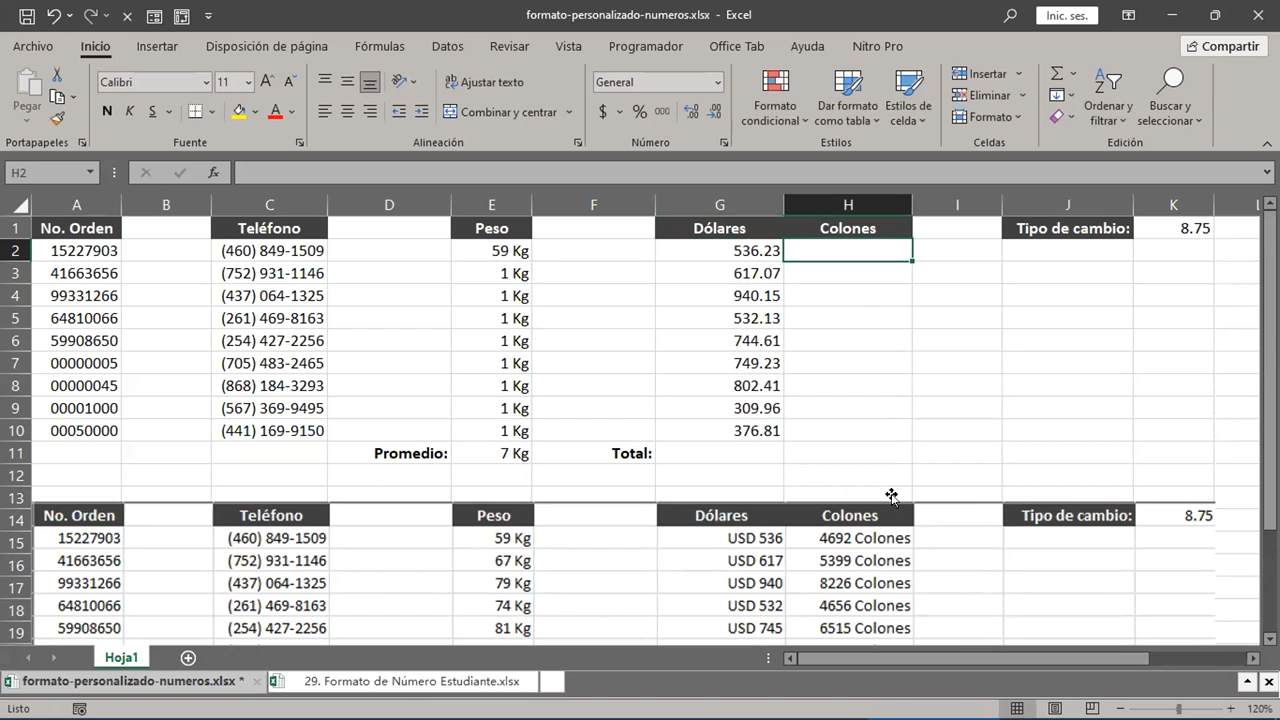 formato-personalizado-numeros.xlsx - Excel
Inic. ses.
Archivo Inicio Insertar Disposición de página Fórmulas Datos Revisar Vista Programador Office Tab Ayuda Nitro Pro Compartir
Pegar Calibri 11 Ajustar texto General Formato condicional Dar formato como tabla Estilos de celda Insertar Ordenar y filtrar Buscar y seleccionar
N K S Combinar y centrar $ % 000 Eliminar
Formato
Portapapeles Fuente Alineación Número Estilos Celdas Edición
H2 fx
A B C D E F G H I J K L
1 No. Orden Teléfono Peso Dólares Colones Tipo de cambio: 8.75
2 15227903 (460) 849-1509 59 Kg 536.23
3 41663656 (752) 931-1146 1 Kg 617.07
4 99331266 (437) 064-1325 1 Kg 940.15
5 64810066 (261) 469-8163 1 Kg 532.13
6 59908650 (254) 427-2256 1 Kg 744.61
7 00000005 (705) 483-2465 1 Kg 749.23
8 00000045 (868) 184-3293 1 Kg 802.41
9 00001000 (567) 369-9495 1 Kg 309.96
10 00050000 (441) 169-9150 1 Kg 376.81
11 Promedio: 7 Kg Total:
12
13
14 No. Orden Teléfono Peso Dólares Colones Tipo de cambio: 8.75
15 15227903 (460) 849-1509 59 Kg USD 536 4692 Colones
16 41663656 (752) 931-1146 67 Kg USD 617 5399 Colones
17 99331266 (437) 064-1325 79 Kg USD 940 8226 Colones
18 64810066 (261) 469-8163 74 Kg USD 532 4656 Colones
19 59908650 (254) 427-2256 81 Kg USD 745 6515 Colones
Hoja1
formato-personalizado-numeros.xlsx * 29. Formato de Número Estudiante.xlsx
Listo 120%